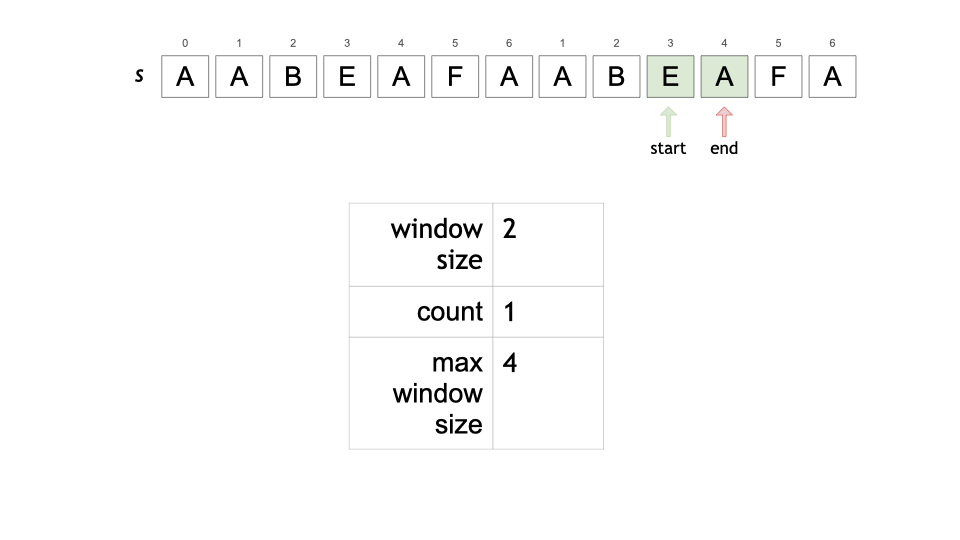 0 1 2 3 4 5 6 1 2 3 4 5 6
s A A B E A F A A B E A F A
start end
window 2
size
count 1
max 4
window
size